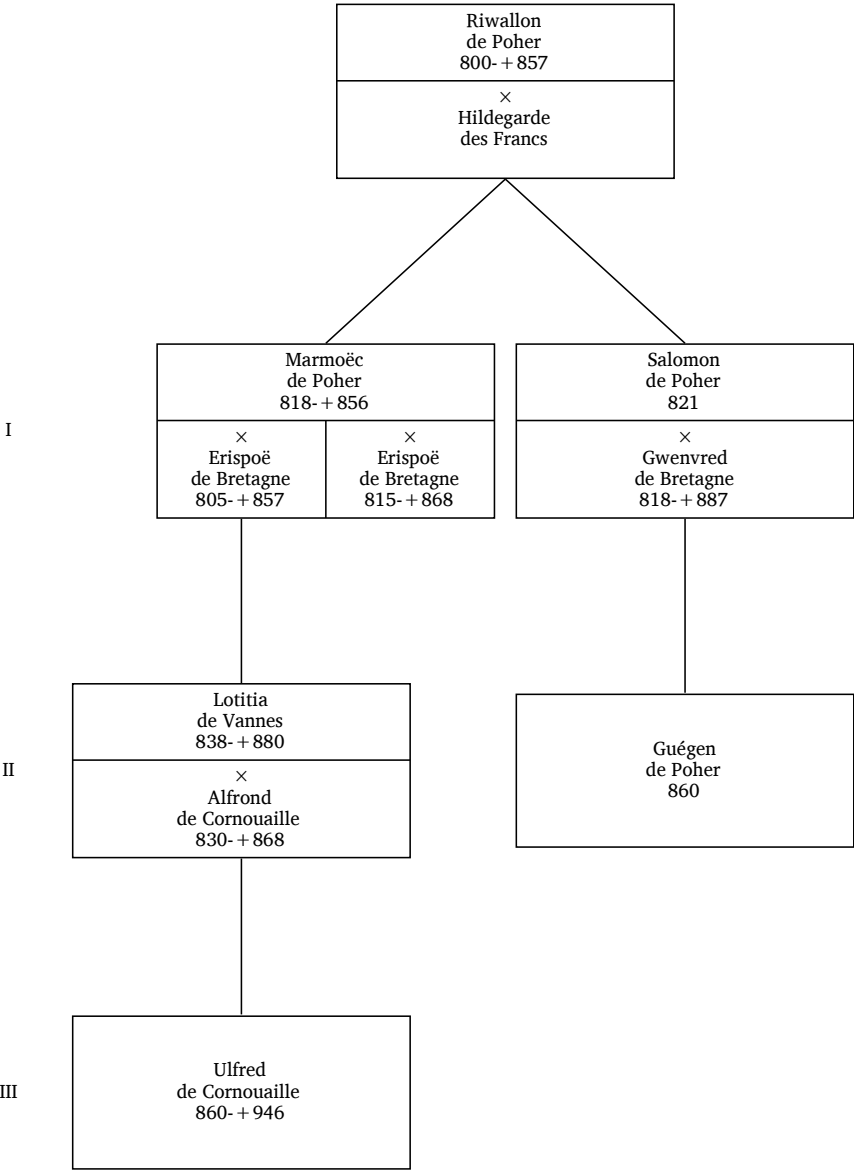 Riwallon
de Poher
800-+857
×
Hildegarde
des Francs
I
Marmoëc
de Poher
818-+856
×
Erispoë
de Bretagne
805-+857
×
Erispoë
de Bretagne
815-+868
Salomon
de Poher
821
×
Gwenvred
de Bretagne
818-+887
II
Lotitia
de Vannes
838-+880
×
Alfrond
de Cornouaille
830-+868
Guégen
de Poher
860
III
Ulfred
de Cornouaille
860-+946